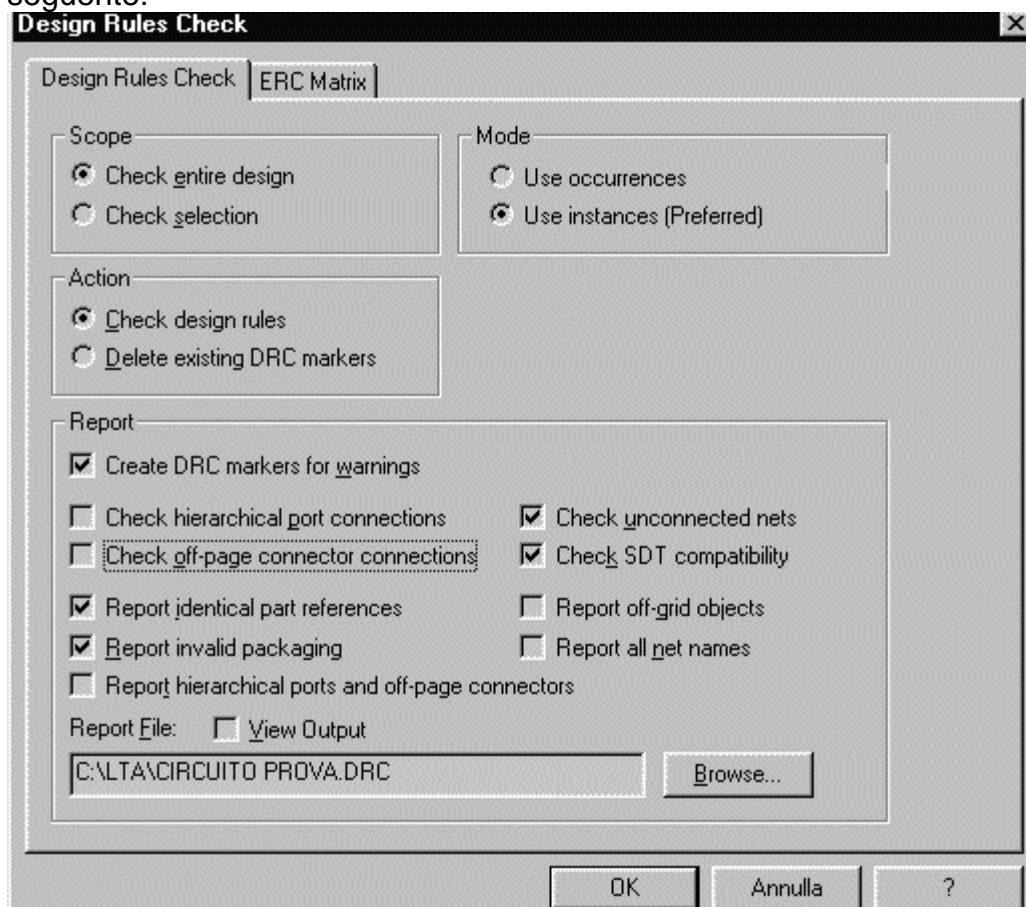 seguente:
Design Rules Check
Design Rules Check ERC Matrix
Scope
Check entire design
Check selection
Mode
Use occurrences
Use instances (Preferred)
Action
Check design rules
Delete existing DRC markers
Report
Create DRC markers for warnings
Check hierarchical port connections
Check unconnected nets
Check off-page connector connections
Check SDT compatibility
Report identical part references
Report off-grid objects
Report invalid packaging
Report all net names
Report hierarchical ports and off-page connectors
Report File: View Output
C:\LTA\CIRCUITO PROVA.DRC
Browse...
OK Annulla ?